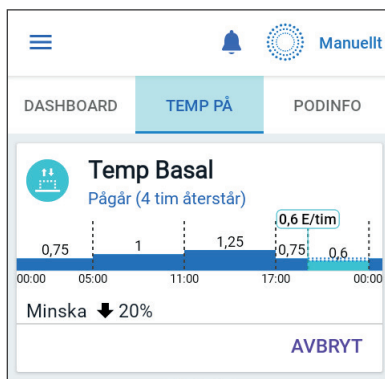 Manuellt
DASHBOARD TEMP PÅ PODINFO
Temp Basal
Pågår (4 tim återstår)
0,6 E/tim
0,75 1 1,25 0,75 0,6
00:00 05:00 11:00 17:00 00:00
Minska 20%
AVBRYT